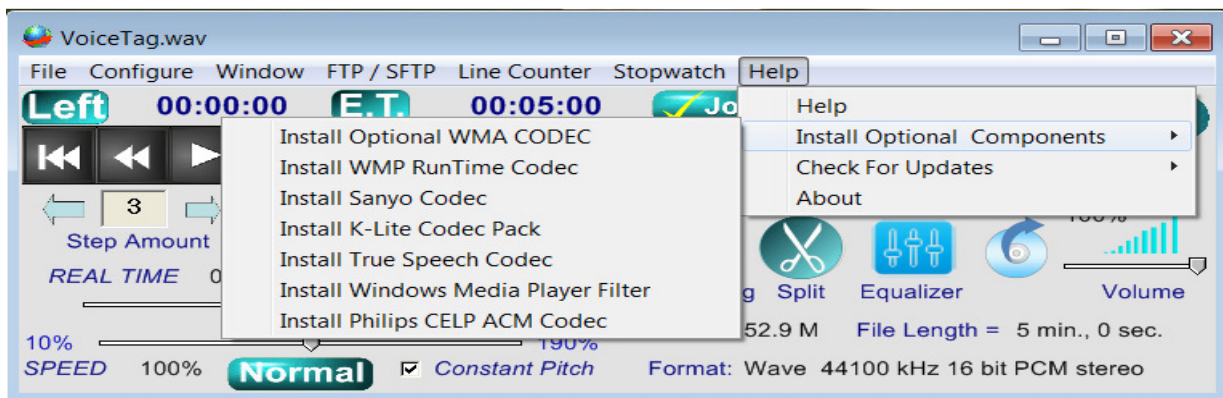 VoiceTag.wav
File Configure Window FTP / SFTP Line Counter Stopwatch Help
Left 00:00:00 E.T. 00:05:00
Help
Install Optional Components
Check For Updates
About
Install Optional WMA CODEC
Install WMP RunTime Codec
Install Sanyo Codec
Install K-Lite Codec Pack
Install True Speech Codec
Install Windows Media Player Filter
Install Philips CELP ACM Codec
3
Step Amount
REAL TIME 0
100%
Split Equalizer Volume
52.9 M File Length = 5 min., 0 sec.
10% 190%
SPEED 100% Normal Constant Pitch Format: Wave 44100 kHz 16 bit PCM stereo